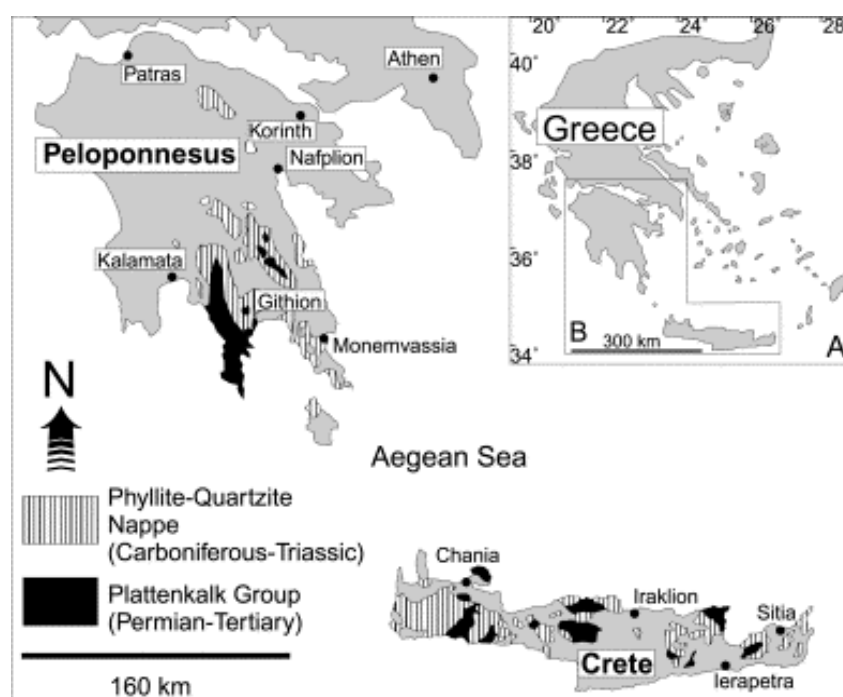 20 22 24 26 28
40°
38°
36°
34°
Greece
B
300 km
A
Patras
Athen
Korinth
Peloponnesus
Nafplion
Kalamata
Githion
Monemvassia
N
Aegean Sea
Phyllite-Quartzite
Nappe
(Carboniferous-Triassic)
Plattenkalk Group
(Permian-Tertiary)
160 km
Chania
Iraklion
Sitia
Crete
Ierapetra